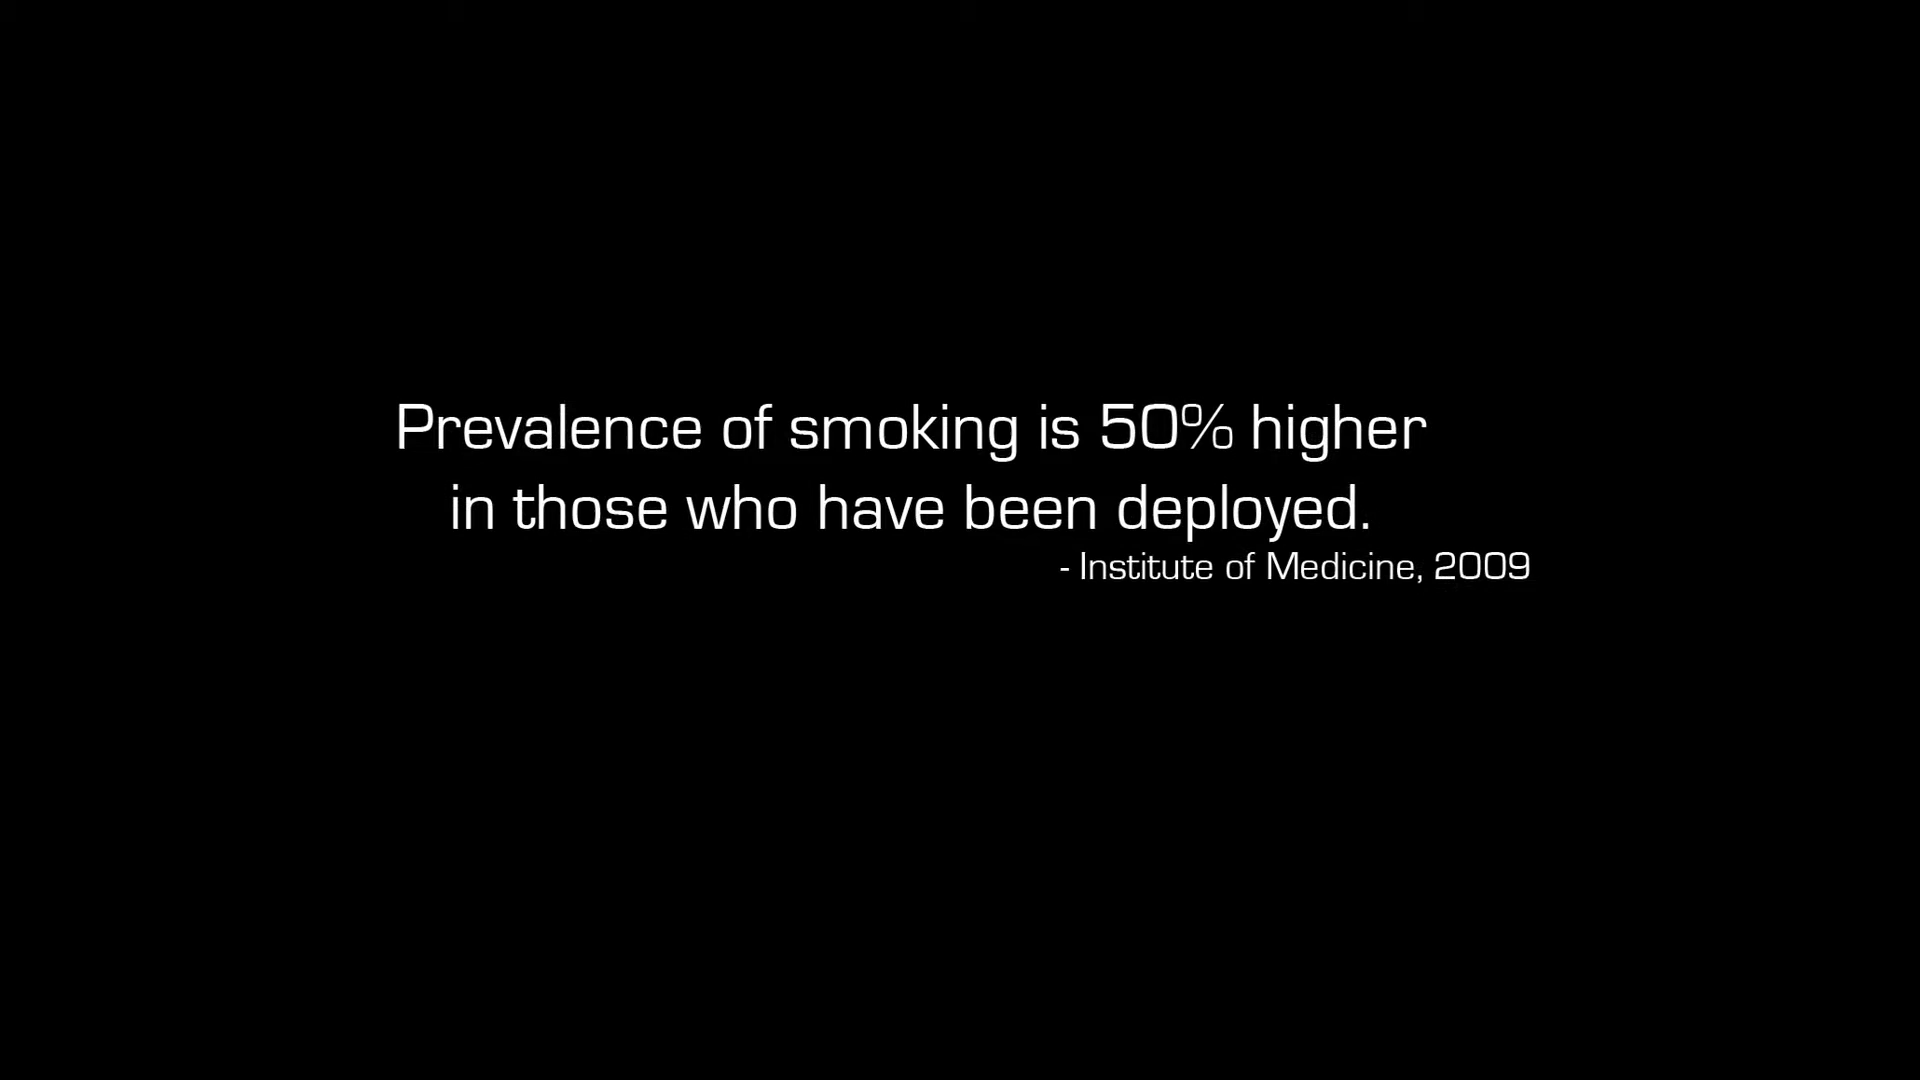 Prevalence of smoking is 50% higher
in those who have been deployed.
- Institute of Medicine, 2009